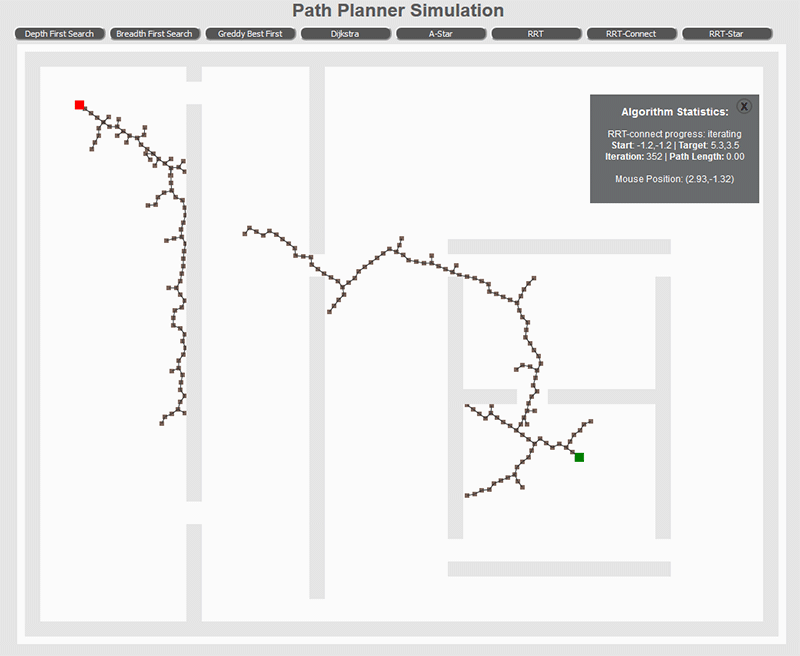 Path Planner Simulation
Depth First Search Breadth First Search Greddy Best First Dijkstra A-Star RRT RRT-Connect RRT-Star
X
Algorithm Statistics:
RRT-connect progress: iterating
Start: -1.2,-1.2 | Target: 5.3,3.5
Iteration: 352 | Path Length: 0.00
Mouse Position: (2.93,-1.32)